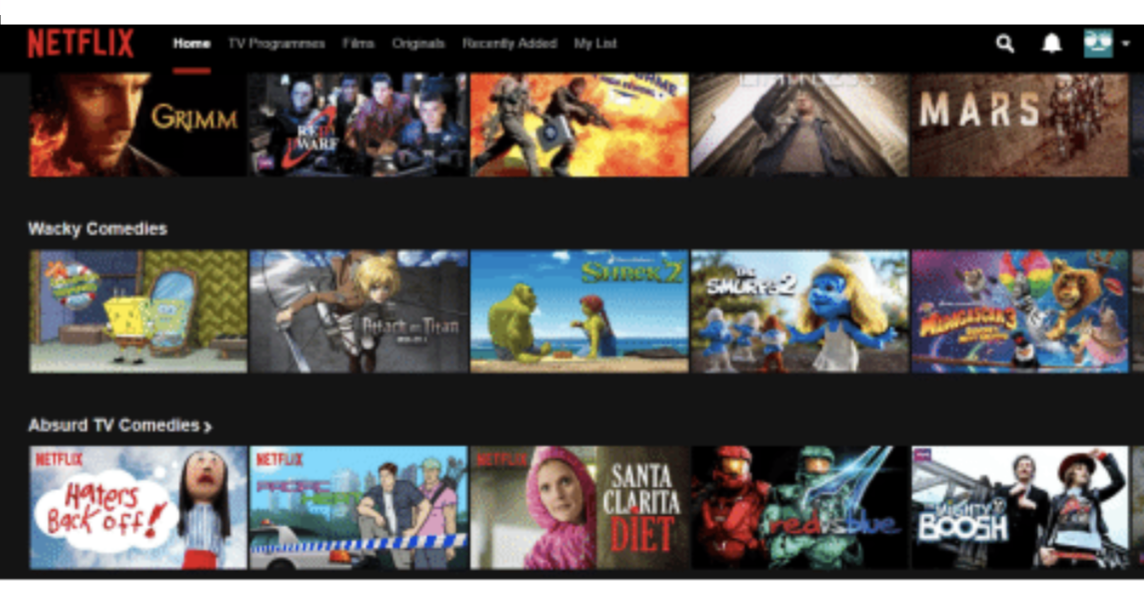 NETFLIX Home TV Programmes Films Originals Recently Added My List
GRIMM
RED
DWARF
MARS
Wacky Comedies
Attack on Titan
SHREK 2
THE
SMURFS 2
MADAGASCAR 3
Absurd TV Comedies >
NETFLIX
Haters
Back off!
NETFLIX
PACIFIC
HEAT
NETFLIX
SANTA
CLARITA
DIET
red vs blue
MIGHTY
BOOSH